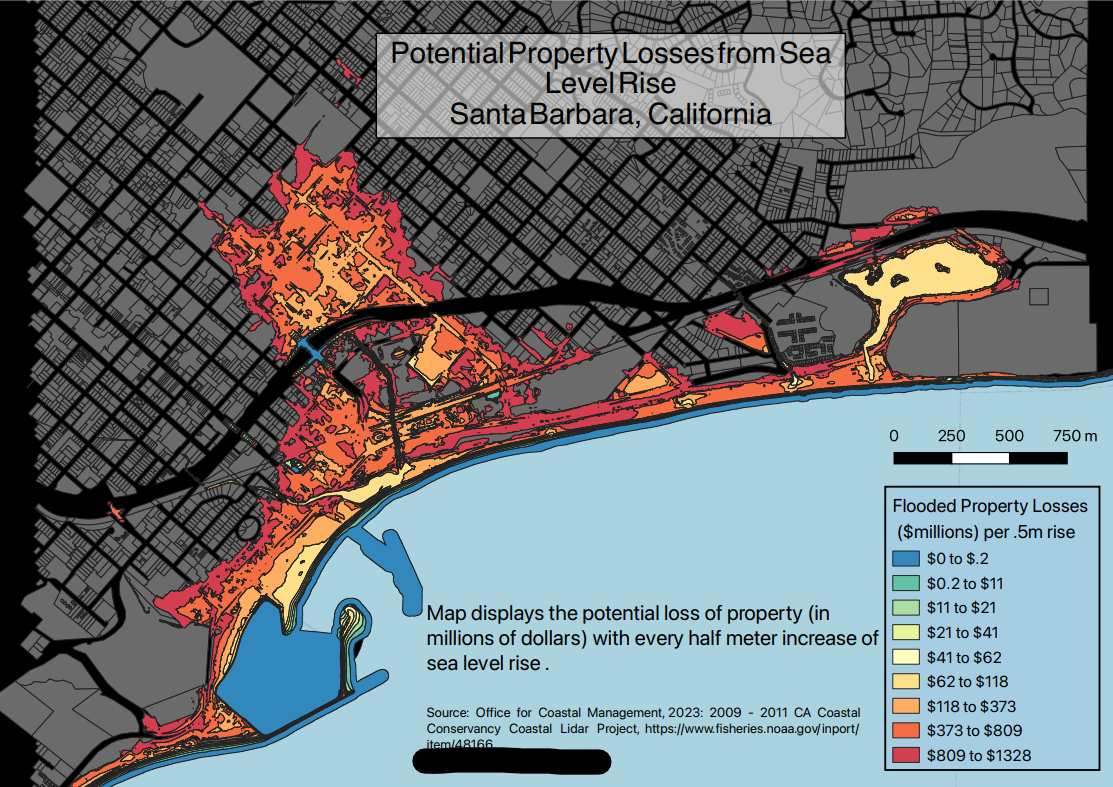 Potential Property Losses from Sea
Level Rise
Santa Barbara, California
0 250 500 750 m
Flooded Property Losses
($millions) per .5m rise
$0 to $.2
$0.2 to $11
$11 to $21
$21 to $41
$41 to $62
$62 to $118
$118 to $373
$373 to $809
$809 to $1328
Map displays the potential loss of property (in
millions of dollars) with every half meter increase of
sea level rise .
Source: Office for Coastal Management, 2023: 2009 - 2011 CA Coastal
Conservancy Coastal Lidar Project, https://www.fisheries.noaa.gov/inport/
item/48166